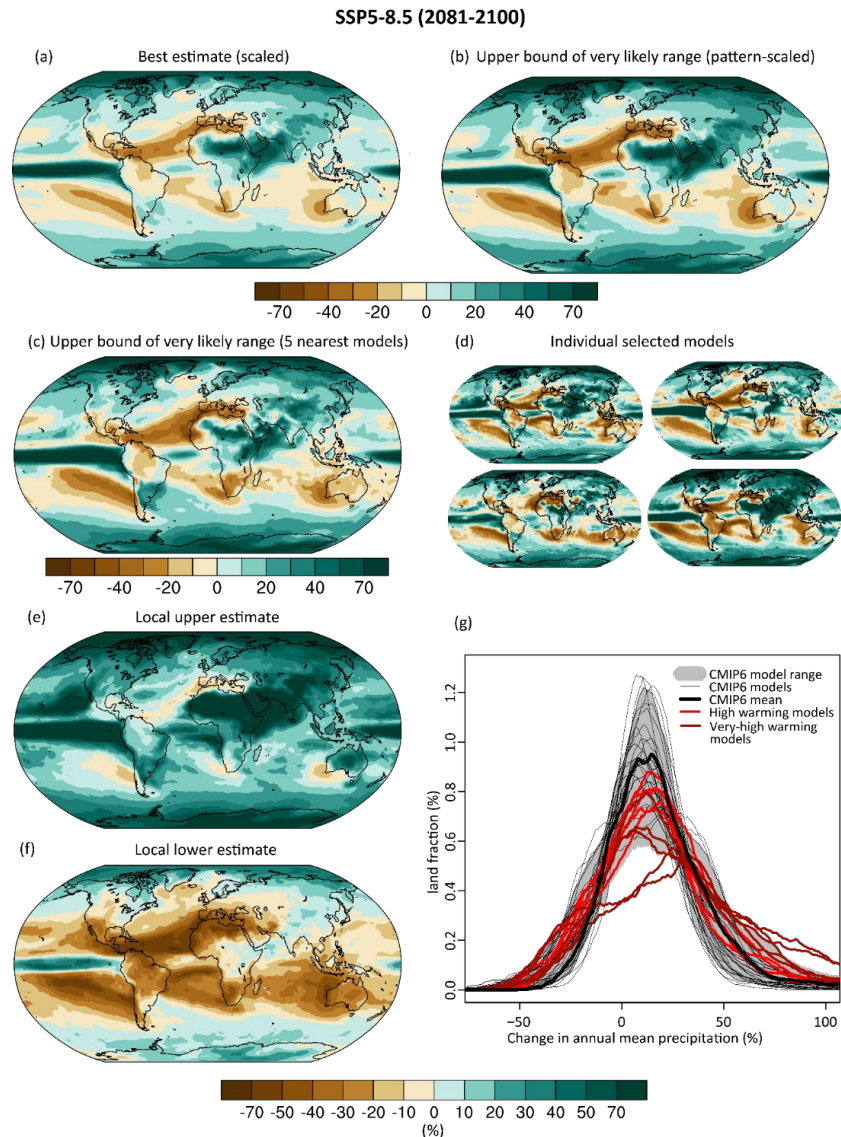 SSP5-8.5 (2081-2100)
(a) Best estimate (scaled)
(b) Upper bound of very likely range (pattern-scaled)
-70 -40 -20 0 20 40 70
(c) Upper bound of very likely range (5 nearest models)
(d) Individual selected models
-70 -40 -20 0 20 40 70
(e) Local upper estimate
(f) Local lower estimate
(g)
CMIP6 model range
CMIP6 models
CMIP6 mean
High warming models
Very-high warming
models
land fraction (%)
1.2
1.0
0.8
0.6
0.4
0.2
0.0
−50 0 50 100
Change in annual mean precipitation (%)
-70 -50 -40 -30 -20 -10 0 10 20 30 40 50 70
(%)